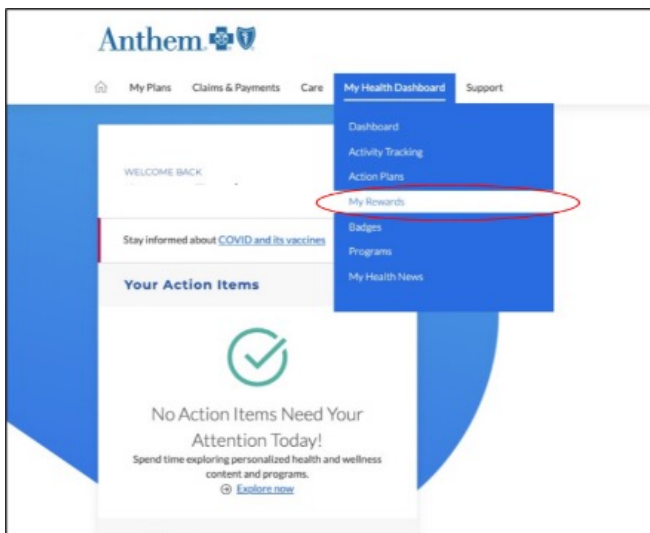 Anthem
My Plans Claims & Payments Care My Health Dashboard Support
Dashboard
Activity Tracking
Action Plans
My Rewards
Badges
Programs
My Health News
WELCOME BACK
Stay informed about COVID and its vaccines
Your Action Items
No Action Items Need Your
Attention Today!
Spend time exploring personalized health and wellness
content and programs.
Explore now